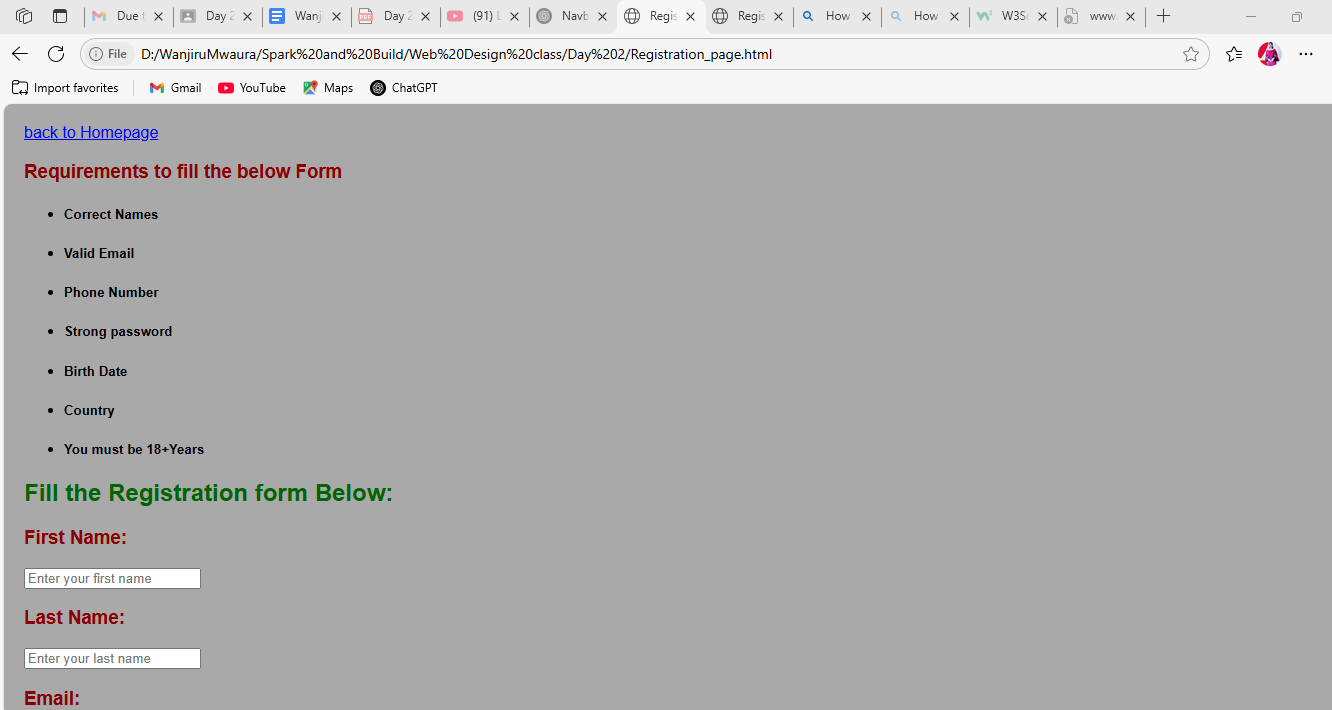 Due t Day 2 Wanji Day 2 (91) L Navb Regis Regis How How W3Sc www.
File D:/WanjiruMwaura/Spark%20and%20Build/Web%20Design%20class/Day%202/Registration_page.html
Import favorites Gmail YouTube Maps ChatGPT
back to Homepage
Requirements to fill the below Form
• Correct Names
• Valid Email
• Phone Number
• Strong password
• Birth Date
• Country
• You must be 18+Years
Fill the Registration form Below:
First Name:
Enter your first name
Last Name:
Enter your last name
Email: